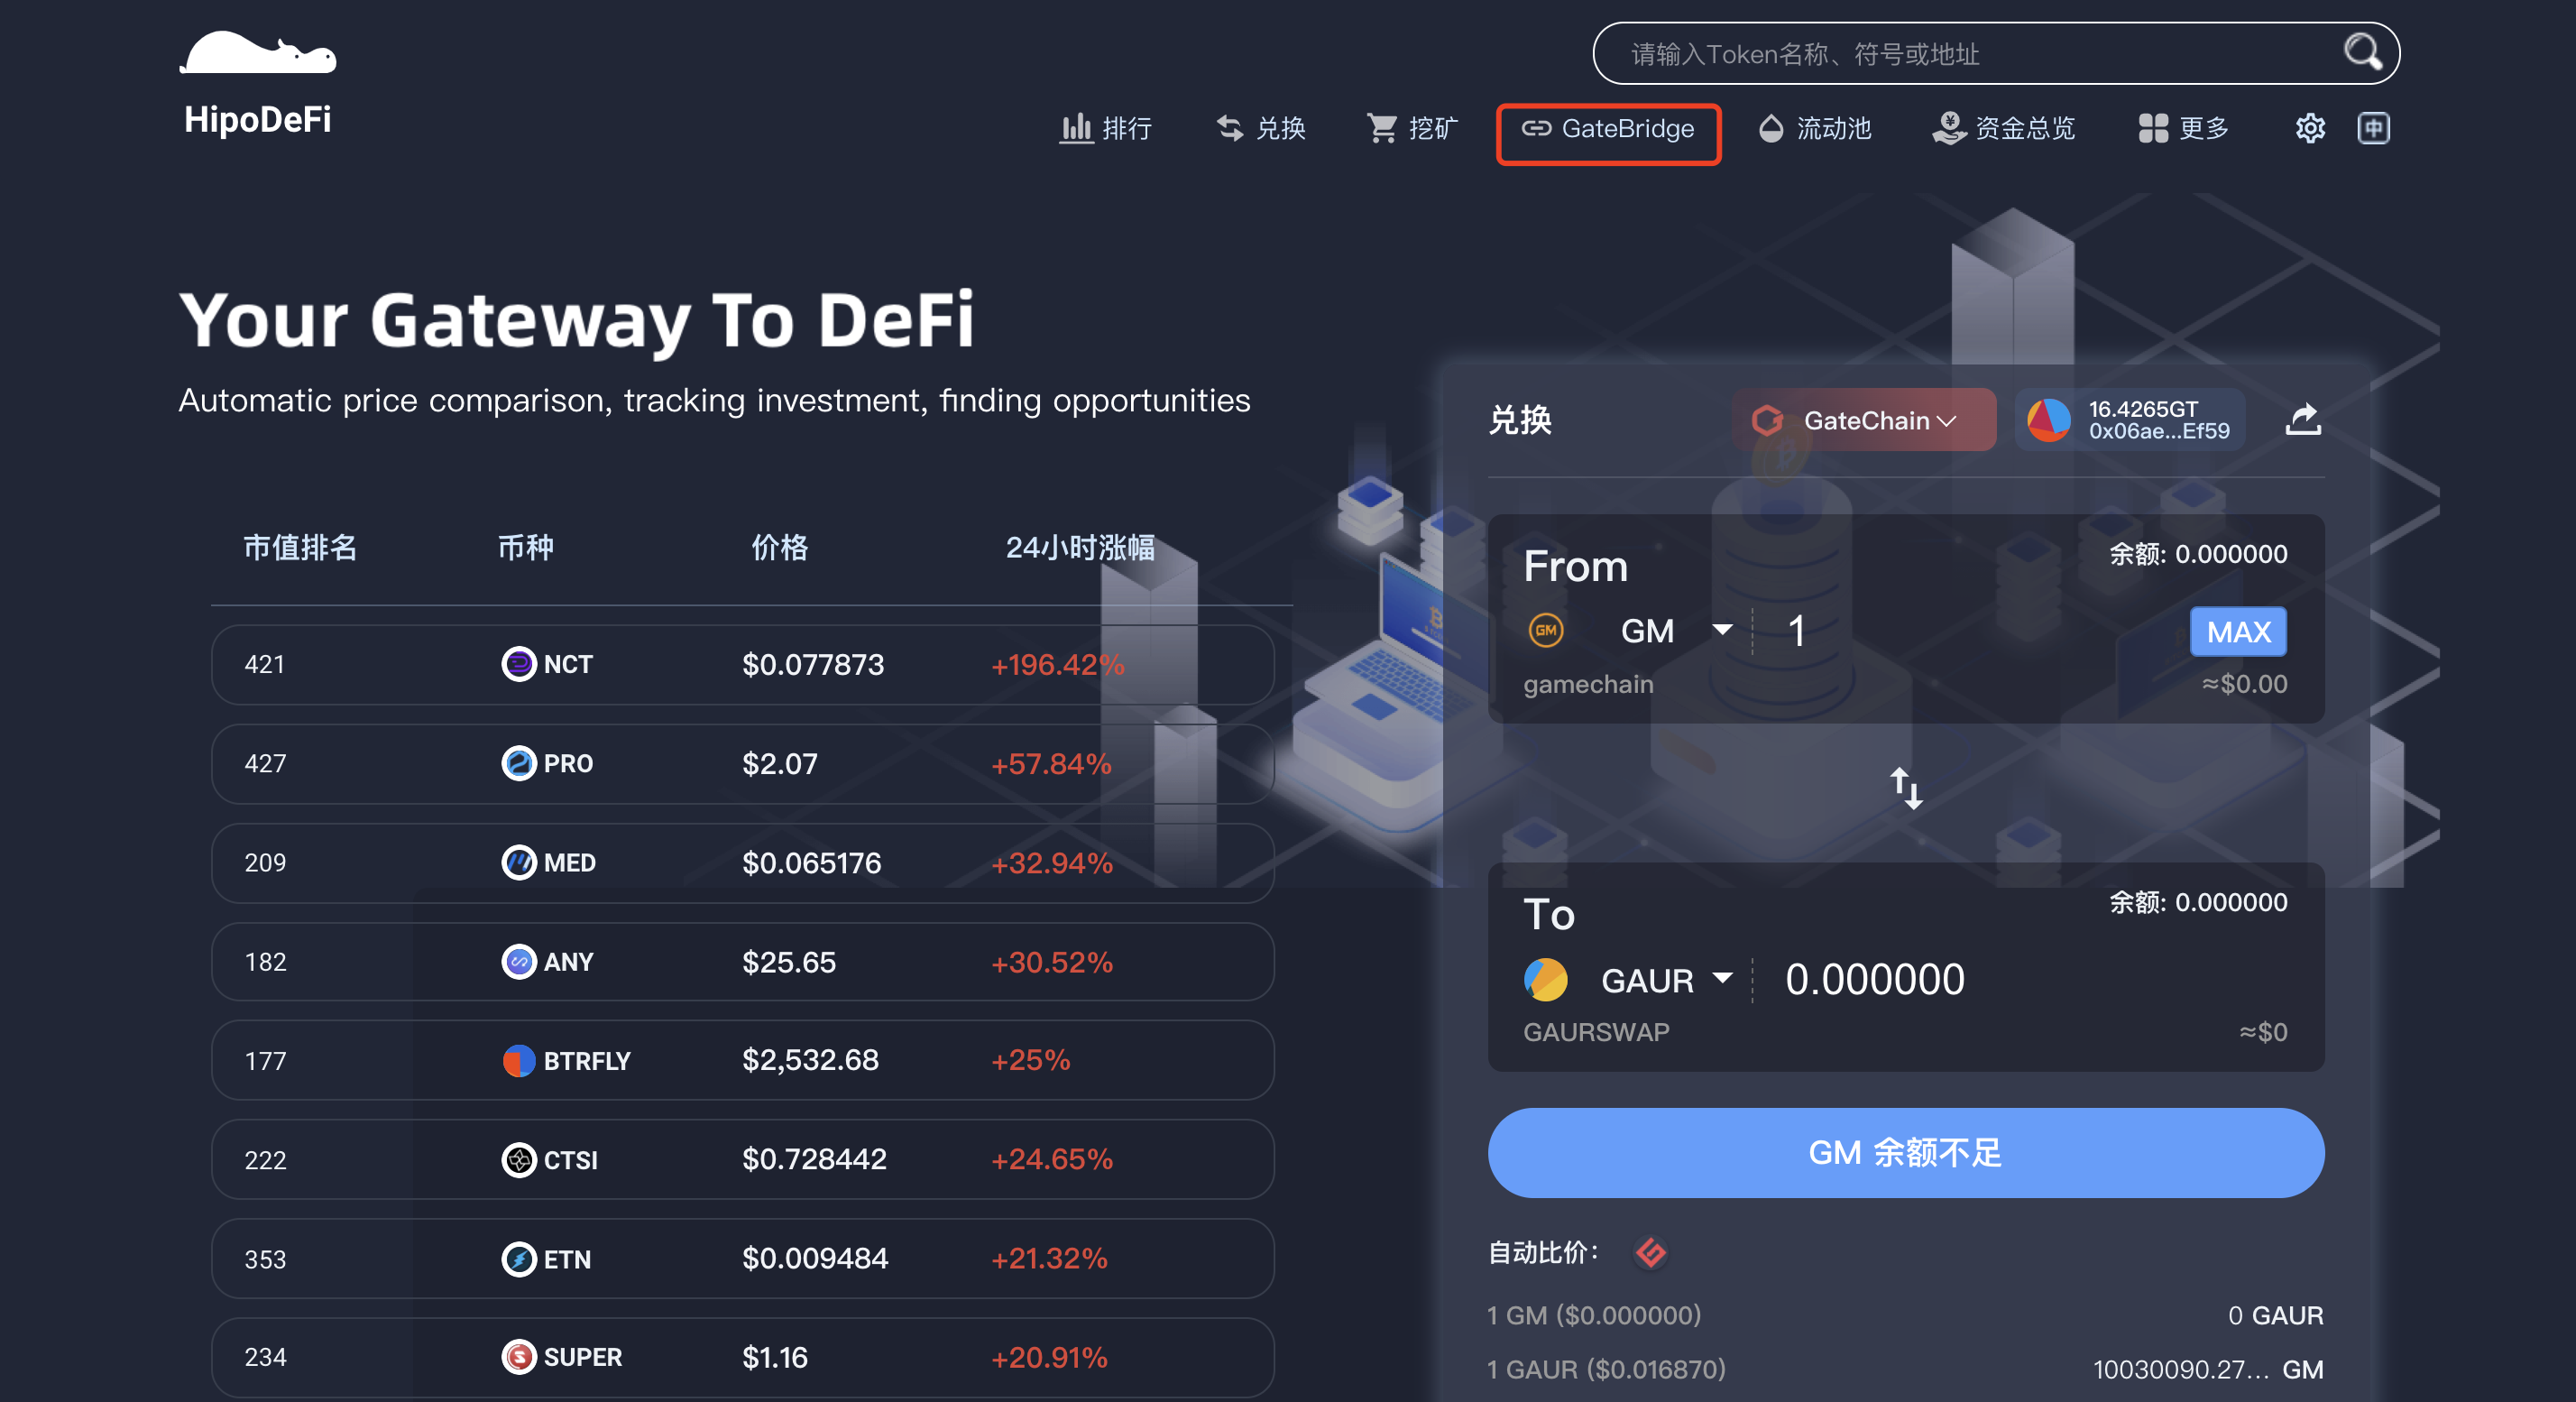 HipoDeFi
请输入Token名称、符号或地址
排行 兑换 挖矿 GateBridge 流动池 资金总览 更多 中
Your Gateway To DeFi
Automatic price comparison, tracking investment, finding opportunities
市值排名 币种 价格 24小时涨幅
421 NCT $0.077873 +196.42%
427 PRO $2.07 +57.84%
209 MED $0.065176 +32.94%
182 ANY $25.65 +30.52%
177 BTRFLY $2,532.68 +25%
222 CTSI $0.728442 +24.65%
353 ETN $0.009484 +21.32%
234 SUPER $1.16 +20.91%
兑换 GateChain 16.4265GT
0x06ae...Ef59
From 余额: 0.000000
GM GM 1 MAX
gamechain ≈$0.00
To 余额: 0.000000
GAUR 0.000000
GAURSWAP ≈$0
GM 余额不足
自动比价：
1 GM ($0.000000) 0 GAUR
1 GAUR ($0.016870) 10030090.27... GM